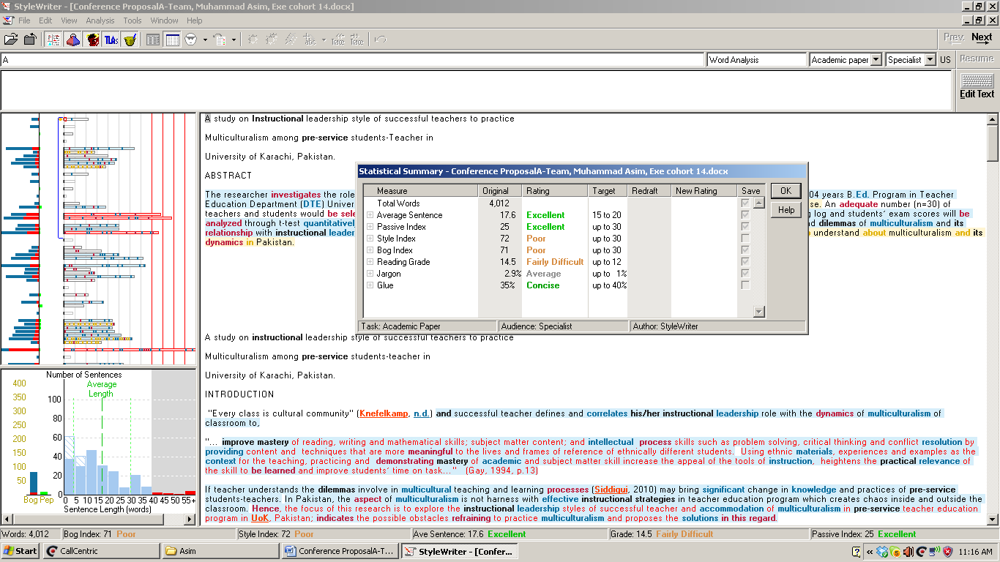 StyleWriter - [Conference ProposalA-Team, Muhammad Asim, Exe cohort 14.docx]
File Edit View Analysis Tools Window Help
TLAs abc Trace Trace Prev Next
A Word Analysis Academic paper Specialist US Resume
Edit Text
A study on Instructional leadership style of successful teachers to practice
Multiculturalism among pre-service students-Teacher in
University of Karachi, Pakistan.
ABSTRACT
The researcher investigates the role
04 years B.Ed. Program in Teacher
Education Department (DTE) Univer
se. An adequate number (n=30) of
teachers and students would be sele
g log and students' exam scores will be
analyzed through t-test quantitative
d dilemmas of multiculturalism and its
relationship with instructional leader
understand about multiculturalism and its
dynamics in Pakistan.
Statistical Summary - Conference ProposalA-Team, Muhammad Asim, Exe cohort 14.docx
Measure Original Rating Target Redraft New Rating Save
Total Words 4,012
Average Sentence 17.6 Excellent 15 to 20
Passive Index 25 Excellent up to 30
Style Index 72 Poor up to 30
Bog Index 71 Poor up to 30
Reading Grade 14.5 Fairly Difficult up to 12
Jargon 2.9% Average up to 1%
Glue 35% Concise up to 40%
OK
Help
Task: Academic Paper Audience: Specialist Author: StyleWriter
A study on instructional leadership style of successful teachers to practice
Multiculturalism among pre-service students-teacher in
University of Karachi, Pakistan.
INTRODUCTION
"Every class is cultural community" (Knefelkamp, n.d.) and successful teacher defines and correlates his/her instructional leadership role with the dynamics of multiculturalism of
classroom to,
"... improve mastery of reading, writing and mathematical skills; subject matter content; and intellectual process skills such as problem solving, critical thinking and conflict resolution by
providing content and techniques that are more meaningful to the lives and frames of reference of ethnically different students. Using ethnic materials, experiences and examples as the
context for the teaching, practicing and demonstrating mastery of academic and subject matter skill increase the appeal of the tools of instruction, heightens the practical relevance of
the skill to be learned and improve students' time on task..." (Gay, 1994, p.13)
If teacher understands the dilemmas involve in multicultural teaching and learning processes (Siddiqui, 2010) may bring significant change in knowledge and practices of pre-service
students-teachers. In Pakistan, the aspect of multiculturalism is not harness with effective instructional strategies in teacher education program which creates chaos inside and outside the
classroom. Hence, the focus of this research is to explore the instructional leadership styles of successful teacher and accommodation of multiculturalism in pre-service teacher education
program in UoK, Pakistan; indicates the possible obstacles refraining to practice multiculturalism and proposes the solutions in this regard.
Number of Sentences
Average
Length
400
350
300
250
200
150
100
50
0
100
80
60
40
20
0
Bog Pep
0 5 10 15 20 25 30 35 40 45 50 55+
Sentence Length (words)
Words: 4,012 Bog Index: 71 Poor Style Index: 72 Poor Ave Sentence: 17.6 Excellent Grade: 14.5 Fairly Difficult Passive Index: 25 Excellent
Start CallCentric Asim Conference ProposalA-T... StyleWriter - [Confer... 11:16 AM